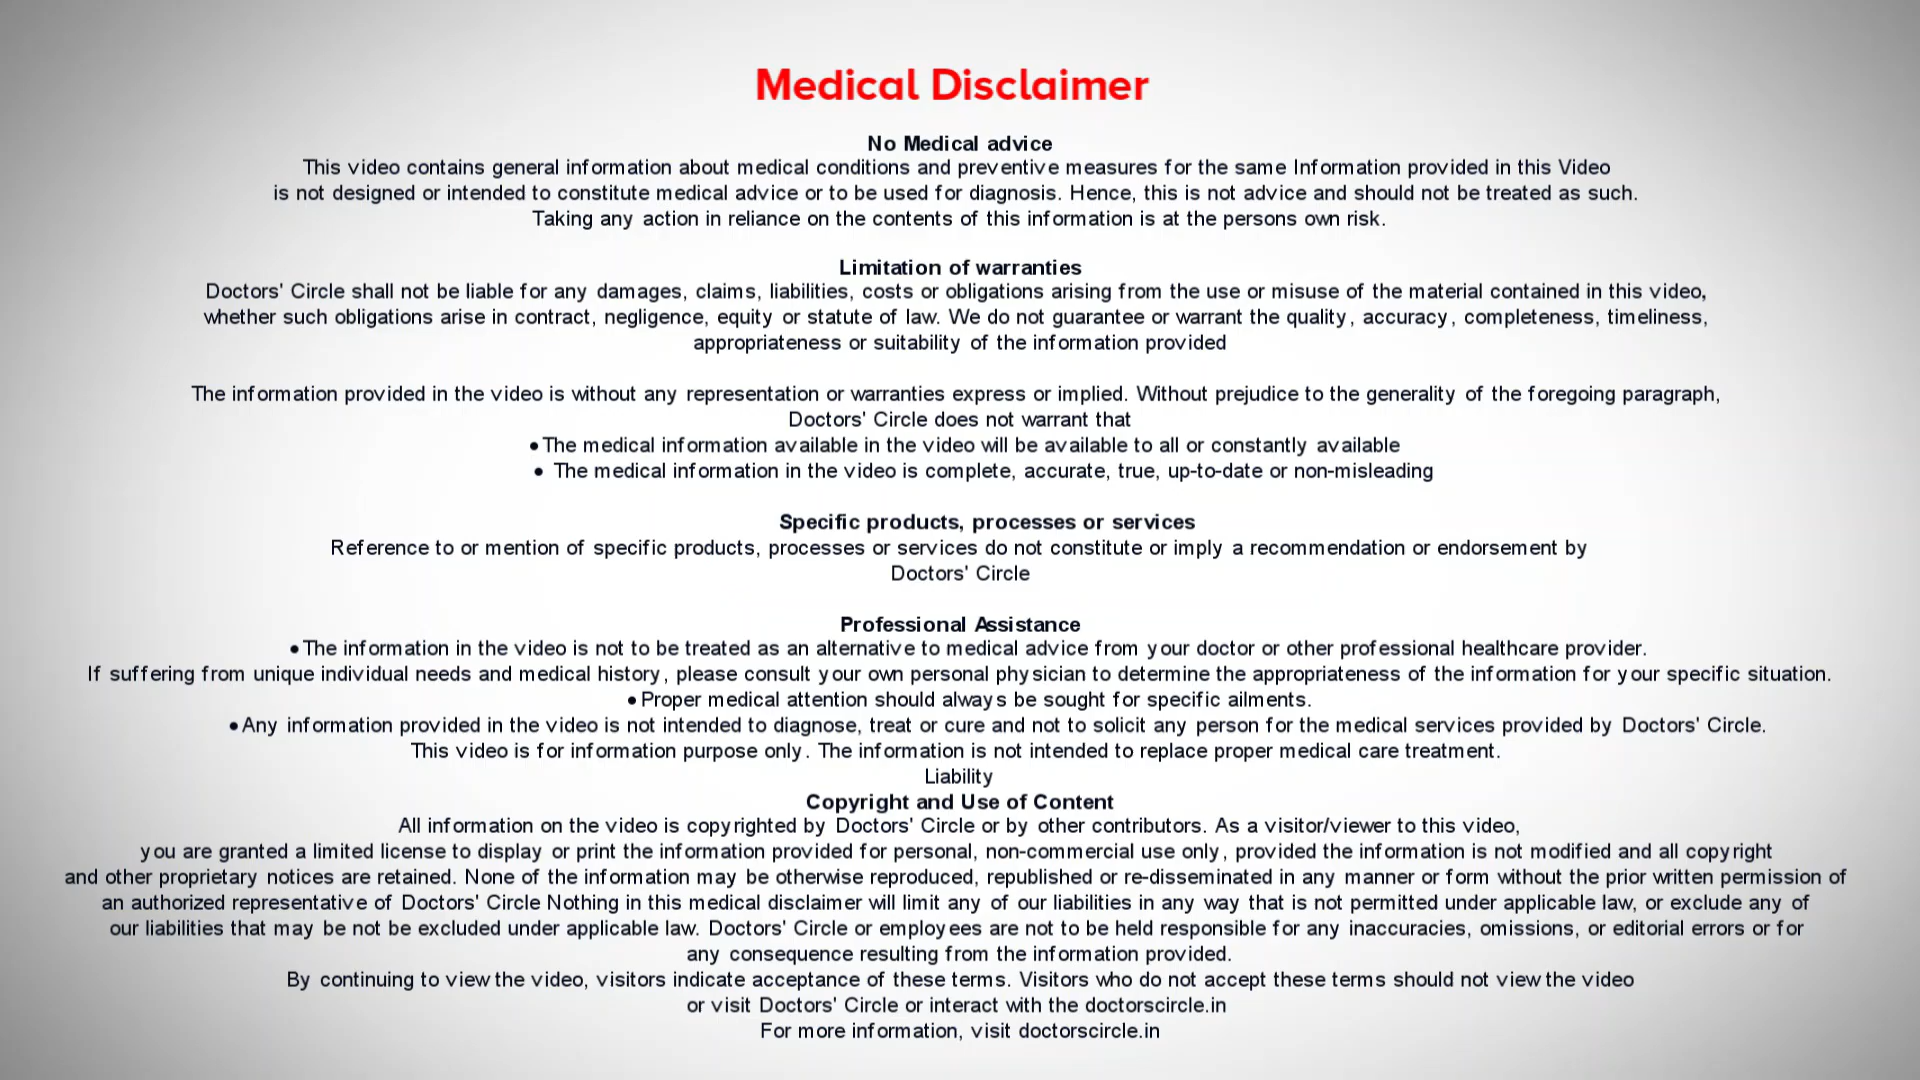 Medical Disclaimer
No Medical advice
This video contains general information about medical conditions and preventive measures for the same Information provided in this Video
is not designed or intended to constitute medical advice or to be used for diagnosis. Hence, this is not advice and should not be treated as such.
Taking any action in reliance on the contents of this information is at the persons own risk.
Limitation of warranties
Doctors' Circle shall not be liable for any damages, claims, liabilities, costs or obligations arising from the use or misuse of the material contained in this video,
whether such obligations arise in contract, negligence, equity or statute of law. We do not guarantee or warrant the quality, accuracy, completeness, timeliness,
appropriateness or suitability of the information provided
The information provided in the video is without any representation or warranties express or implied. Without prejudice to the generality of the foregoing paragraph,
Doctors' Circle does not warrant that
•The medical information available in the video will be available to all or constantly available
• The medical information in the video is complete, accurate, true, up-to-date or non-misleading
Specific products, processes or services
Reference to or mention of specific products, processes or services do not constitute or imply a recommendation or endorsement by
Doctors' Circle
Professional Assistance
•The information in the video is not to be treated as an alternative to medical advice from your doctor or other professional healthcare provider.
If suffering from unique individual needs and medical history, please consult your own personal physician to determine the appropriateness of the information for your specific situation.
•Proper medical attention should always be sought for specific ailments.
•Any information provided in the video is not intended to diagnose, treat or cure and not to solicit any person for the medical services provided by Doctors' Circle.
This video is for information purpose only. The information is not intended to replace proper medical care treatment.
Liability
Copyright and Use of Content
All information on the video is copyrighted by Doctors' Circle or by other contributors. As a visitor/viewer to this video,
you are granted a limited license to display or print the information provided for personal, non-commercial use only, provided the information is not modified and all copyright
and other proprietary notices are retained. None of the information may be otherwise reproduced, republished or re-disseminated in any manner or form without the prior written permission of
an authorized representative of Doctors' Circle Nothing in this medical disclaimer will limit any of our liabilities in any way that is not permitted under applicable law, or exclude any of
our liabilities that may be not be excluded under applicable law. Doctors' Circle or employees are not to be held responsible for any inaccuracies, omissions, or editorial errors or for
any consequence resulting from the information provided.
By continuing to view the video, visitors indicate acceptance of these terms. Visitors who do not accept these terms should not view the video
or visit Doctors' Circle or interact with the doctorscircle.in
For more information, visit doctorscircle.in